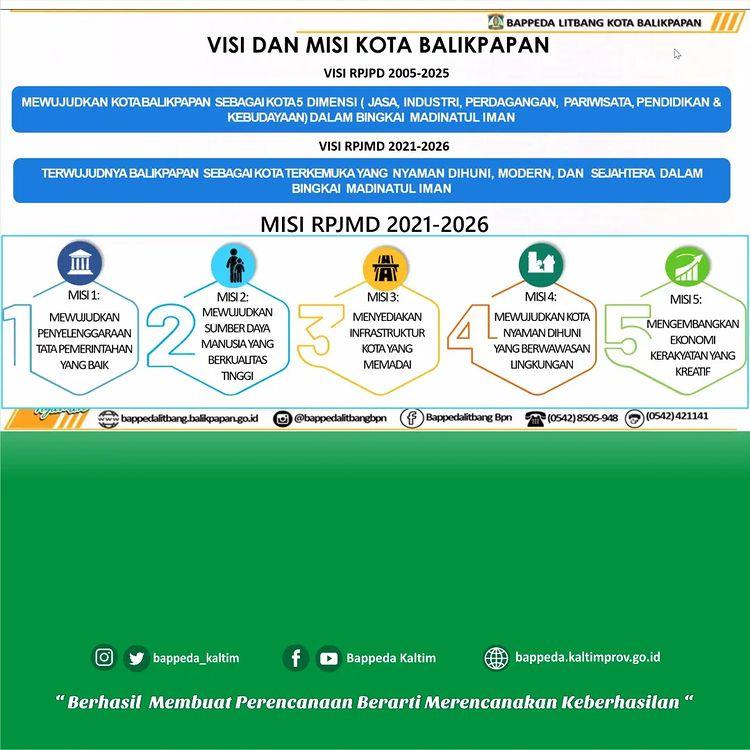 BAPPEDA LITBANG KOTA BALIKPAPAN
VISI DAN MISI KOTA BALIKPAPAN
VISI RPJPD 2005-2025
MEWUJUDKAN KOTA BALIKPAPAN SEBAGAI KOTA 5 DIMENSI ( JASA, INDUSTRI, PERDAGANGAN, PARIWISATA, PENDIDIKAN &
KEBUDAYAAN) DALAM BINGKAI MADINATUL IMAN
VISI RPJMD 2021-2026
TERWUJUDNYA BALIKPAPAN SEBAGAI KOTA TERKEMUKA YANG NYAMAN DIHUNI, MODERN, DAN SEJAHTERA DALAM
BINGKAI MADINATUL IMAN
MISI RPJMD 2021-2026
1
MISI 1:
MEWUJUDKAN
PENYELENGGARAAN
TATA PEMERINTAHAN
YANG BAIK
2
MISI 2:
MEWUJUDKAN
SUMBER DAYA
MANUSIA YANG
BERKUALITAS
TINGGI
3
MISI 3:
MENYEDIAKAN
INFRASTRUKTUR
KOTA YANG
MEMADAI
4
MISI 4:
MEWUJUDKAN KOTA
NYAMAN DIHUNI
YANG BERWAWASAN
LINGKUNGAN
5
MISI 5:
MENGEMBANGKAN
EKONOMI
KERAKYATAN YANG
KREATIF
www.bappedalitbang.balikpapan.go.id @bappedalitbangbpn Bappedalitbang Bpn (0542) 8505-948 (0542) 421141
bappeda_kaltim Bappeda Kaltim bappeda.kaltimprov.go.id
“ Berhasil Membuat Perencanaan Berarti Merencanakan Keberhasilan “